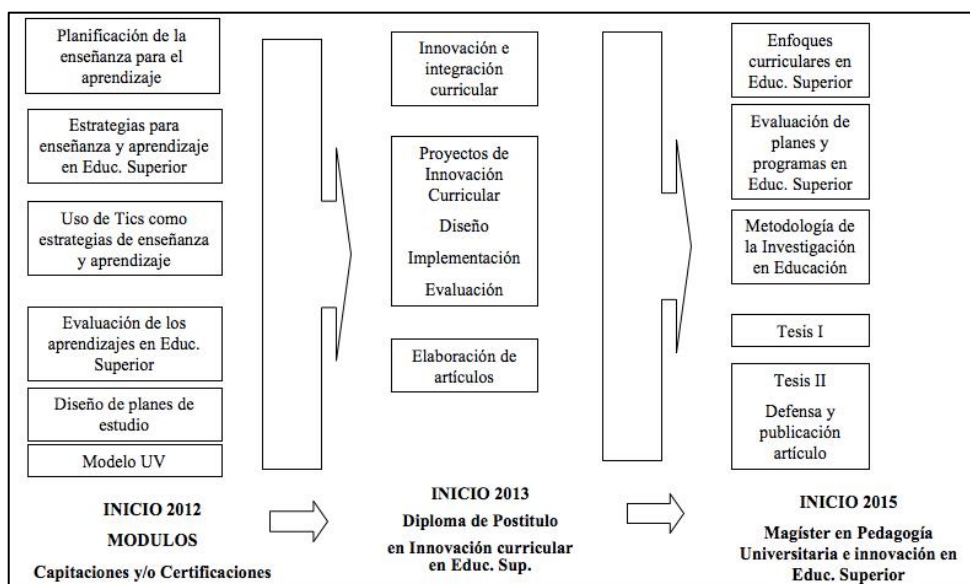 Planificación de la
enseñanza para el
aprendizaje
Estrategias para
enseñanza y aprendizaje
en Educ. Superior
Uso de Tics como
estrategias de enseñanza
y aprendizaje
Evaluación de los
aprendizajes en Educ.
Superior
Diseño de planes de
estudio
Modelo UV
INICIO 2012
MODULOS
Capitaciones y/o Certificaciones
Innovación e
integración
curricular
Proyectos de
Innovación
Curricular
Diseño
Implementación
Evaluación
Elaboración de
artículos
INICIO 2013
Diploma de Postitulo
en Innovación curricular
en Educ. Sup.
Enfoques
curriculares en
Educ. Superior
Evaluación de
planes y
programas en
Educ. Superior
Metodología de
la Investigación
en Educación
Tesis I
Tesis II
Defensa y
publicación
artículo
INICIO 2015
Magíster en Pedagogía
Universitaria e innovación en
Educ. Superior